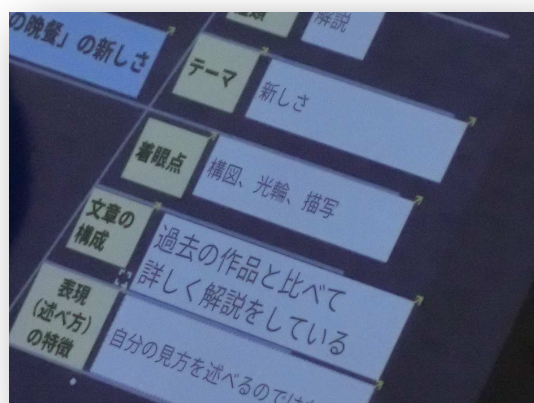 の晩餐」の新しさ
解説
テーマ
新しさ
着眼点
構図、光輪、描写
文章の
構成
過去の作品と比べて
詳しく解説をしている
表現
(述べ方)
の特徴
自分の見方を述べるのでは